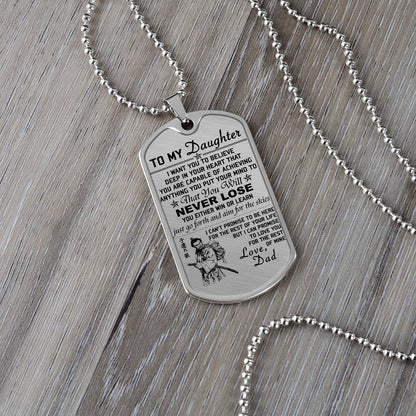 TO MY Daughter
I WANT YOU TO BELIEVE
DEEP IN YOUR HEART THAT
YOU ARE CAPABLE OF ACHIEVING
ANYTHING YOU PUT YOUR MIND TO
That You Will
NEVER LOSE
YOU EITHER WIN OR LEARN
just go forth and aim for the skies
I CAN'T PROMISE TO BE HERE
FOR THE REST OF YOUR LIFE
BUT I CAN PROMISE
TO LOVE YOU
FOR THE REST
OF MINE.
Love,
Dad